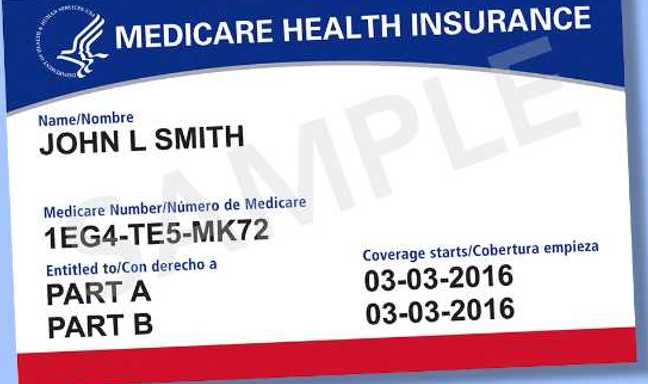 MEDICARE HEALTH INSURANCE
Name/Nombre
JOHN L SMITH
Medicare Number/Número de Medicare
1EG4-TE5-MK72
Entitled to/Con derecho a
PART A
PART B
Coverage starts/Cobertura empieza
03-03-2016
03-03-2016
SAMPLE